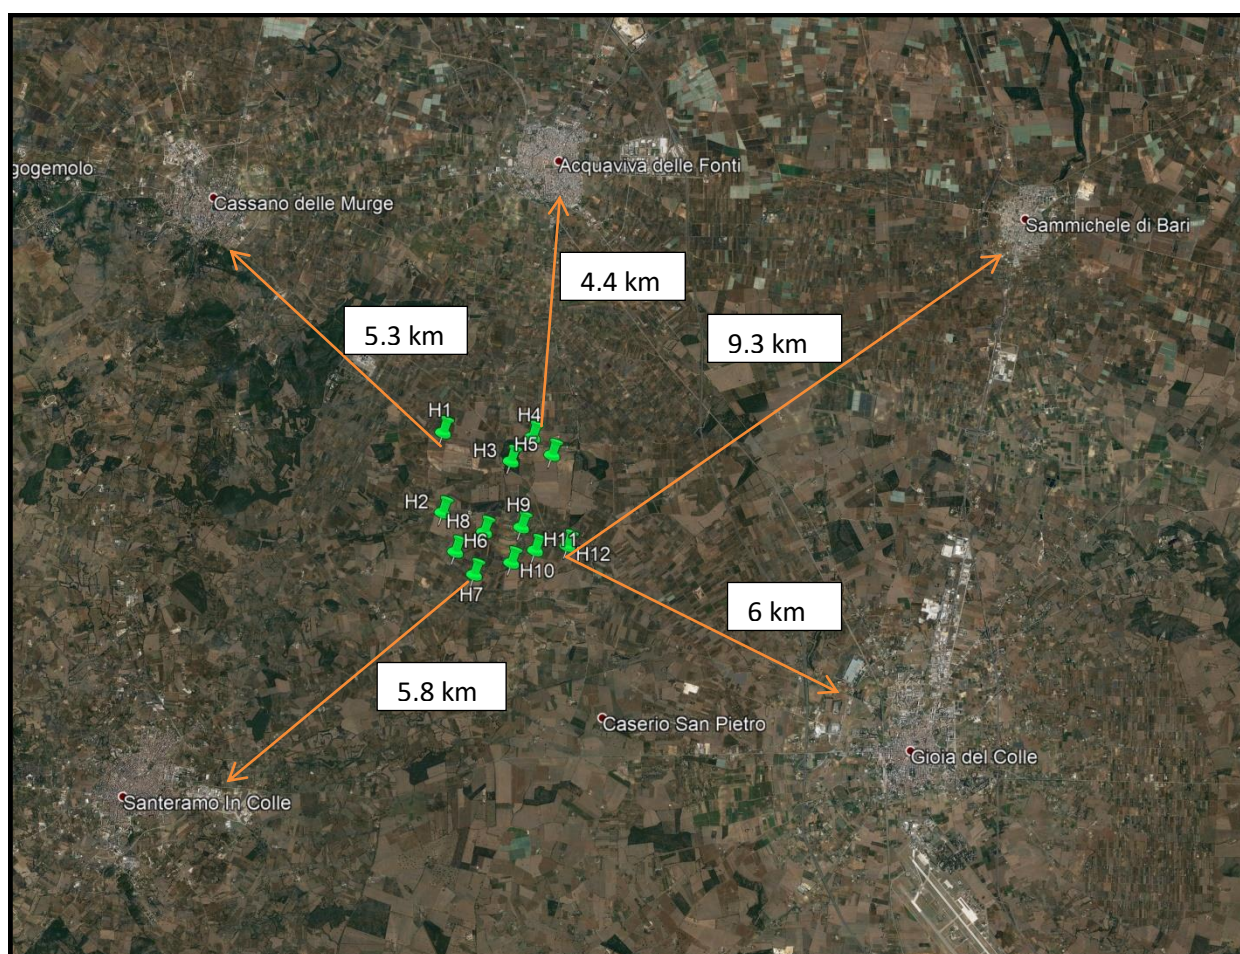 Acquaviva delle Fonti
gogemolo
Cassano delle Murge
Sammichele di Bari
4.4 km
5.3 km
9.3 km
H1
H4
H3
H5
H2
H8
H9
H6
H11
H12
H10
H7
6 km
5.8 km
Caserio San Pietro
Gioia del Colle
Santeramo In Colle